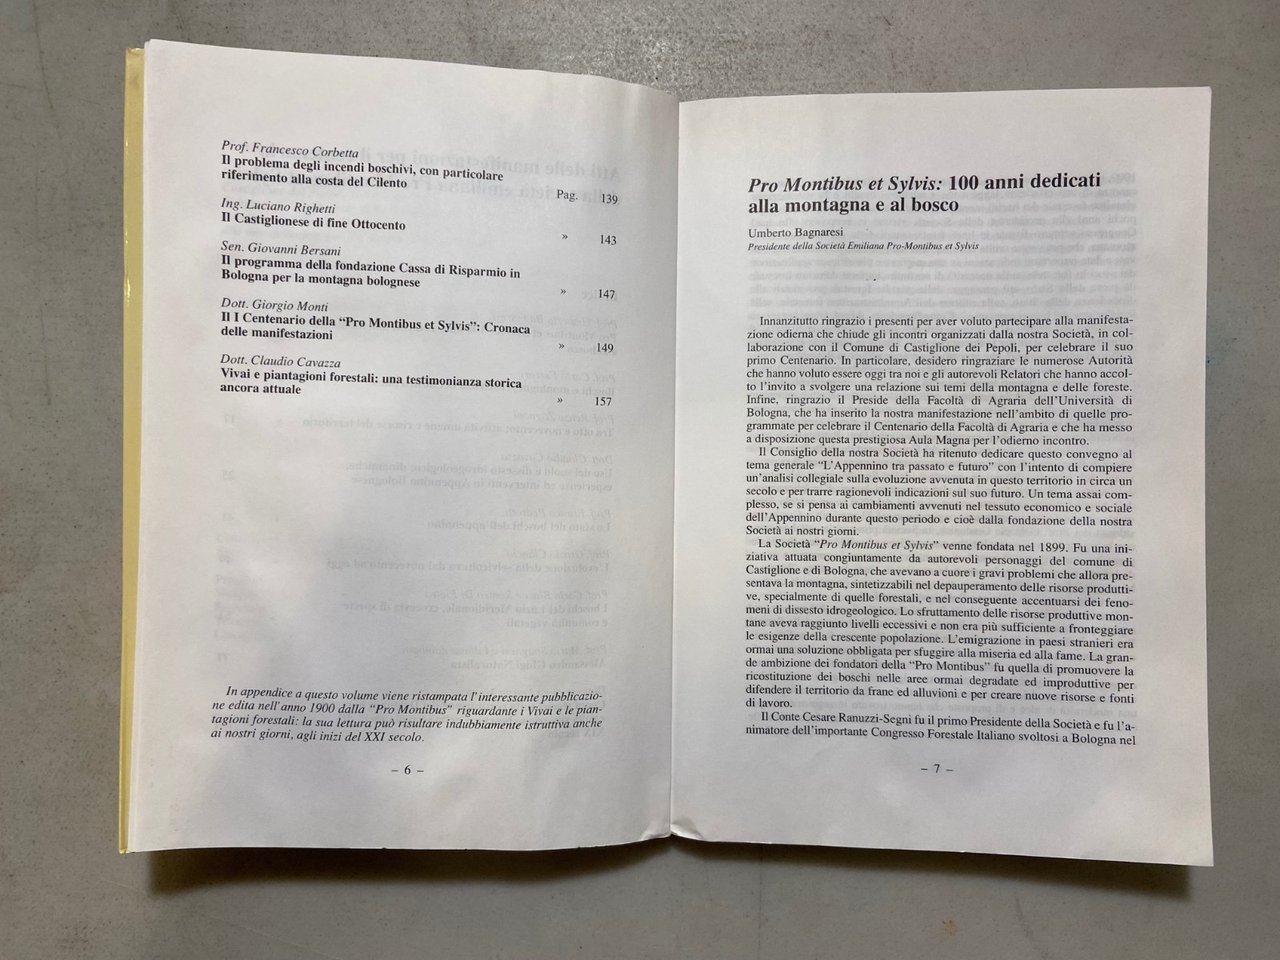 Prof. Francesco Corbetta
Il problema degli incendi boschivi, con particolare
riferimento alla costa del Cilento Pag. 139
Ing. Luciano Righetti
Il Castiglionese di fine Ottocento » 143
Sen. Giovanni Bersani
Il programma della fondazione Cassa di Risparmio in
Bologna per la montagna bolognese » 147
Dott. Giorgio Monti
Il I Centenario della “Pro Montibus et Sylvis”: Cronaca
delle manifestazioni » 149
Dott. Claudio Cavazza
Vivai e piantagioni forestali: una testimonianza storica
ancora attuale » 157
In appendice a questo volume viene ristampata l'interessante pubblicazio-
ne edita nell'anno 1900 dalla “Pro Montibus” riguardante i Vivai e le pian-
tagioni forestali: la sua lettura può risultare indubbiamente istruttiva anche
ai nostri giorni, agli inizi del XXI secolo.
– 6 –
Pro Montibus et Sylvis: 100 anni dedicati
alla montagna e al bosco
Umberto Bagnaresi
Presidente della Società Emiliana Pro-Montibus et Sylvis
Innanzitutto ringrazio i presenti per aver voluto partecipare alla manifesta-
zione odierna che chiude gli incontri organizzati dalla nostra Società, in col-
laborazione con il Comune di Castiglione dei Pepoli, per celebrare il suo
primo Centenario. In particolare, desidero ringraziare le numerose Autorità
che hanno voluto essere oggi tra noi e gli autorevoli Relatori che hanno accol-
to l'invito a svolgere una relazione sui temi della montagna e delle foreste.
Infine, ringrazio il Preside della Facoltà di Agraria dell'Università di
Bologna, che ha inserito la nostra manifestazione nell'ambito di quelle pro-
grammate per celebrare il Centenario della Facoltà di Agraria e che ha messo
a disposizione questa prestigiosa Aula Magna per l'odierno incontro.
Il Consiglio della nostra Società ha ritenuto dedicare questo convegno al
tema generale “L'Appennino tra passato e futuro” con l'intento di compiere
un'analisi collegiale sulla evoluzione avvenuta in questo territorio in circa un
secolo e per trarre ragionevoli indicazioni sul suo futuro. Un tema assai com-
plesso, se si pensa ai cambiamenti avvenuti nel tessuto economico e sociale
dell'Appennino durante questo periodo e cioè dalla fondazione della nostra
Società ai nostri giorni.
La Società “Pro Montibus et Sylvis” venne fondata nel 1899. Fu una ini-
ziativa attuata congiuntamente da autorevoli personaggi del comune di
Castiglione e di Bologna, che avevano a cuore i gravi problemi che allora pre-
sentava la montagna, sintetizzabili nel depauperamento delle risorse produtti-
ve, specialmente di quelle forestali, e nel conseguente accentuarsi dei feno-
meni di dissesto idrogeologico. Lo sfruttamento delle risorse produttive mon-
tane aveva raggiunto livelli eccessivi e non era più sufficiente a fronteggiare
le esigenze della crescente popolazione. L'emigrazione in paesi stranieri era
ormai una soluzione obbligata per sfuggire alla miseria ed alla fame. La gran-
de ambizione dei fondatori della “Pro Montibus” fu quella di promuovere la
ricostituzione dei boschi nelle aree ormai degradate ed improduttive per
difendere il territorio da frane ed alluvioni e per creare nuove risorse e fonti
di lavoro.
Il Conte Cesare Ranuzzi-Segni fu il primo Presidente della Società e fu l'a-
nimatore dell'importante Congresso Forestale Italiano svoltosi a Bologna nel
– 7 –